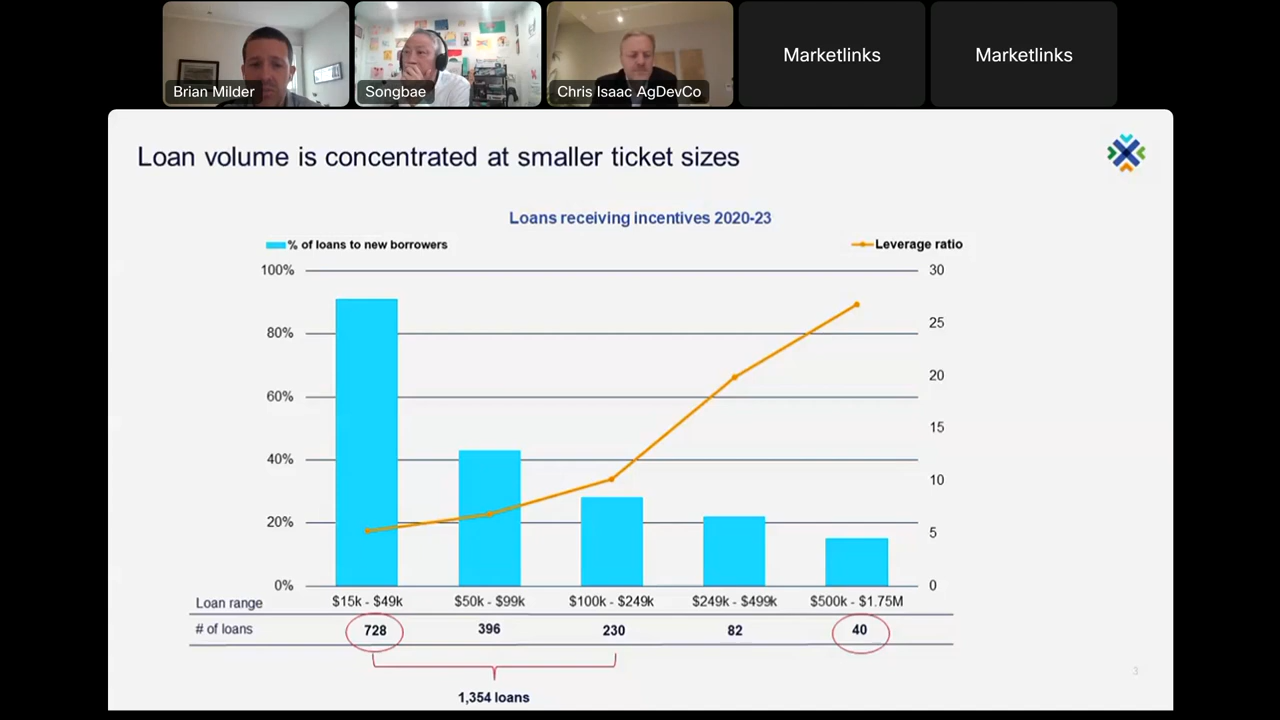 Brian Milder
Songbae
Chris Isaac AgDevCo
Marketlinks
Marketlinks
Loan volume is concentrated at smaller ticket sizes
Loans receiving incentives 2020-23
% of loans to new borrowers
Leverage ratio
100%
80%
60%
40%
20%
0%
30
25
20
15
10
5
0
Loan range $15k - $49k $50k - $99k $100k - $249k $249k - $499k $500k - $1.75M
# of loans 728 396 230 82 40
1,354 loans
3